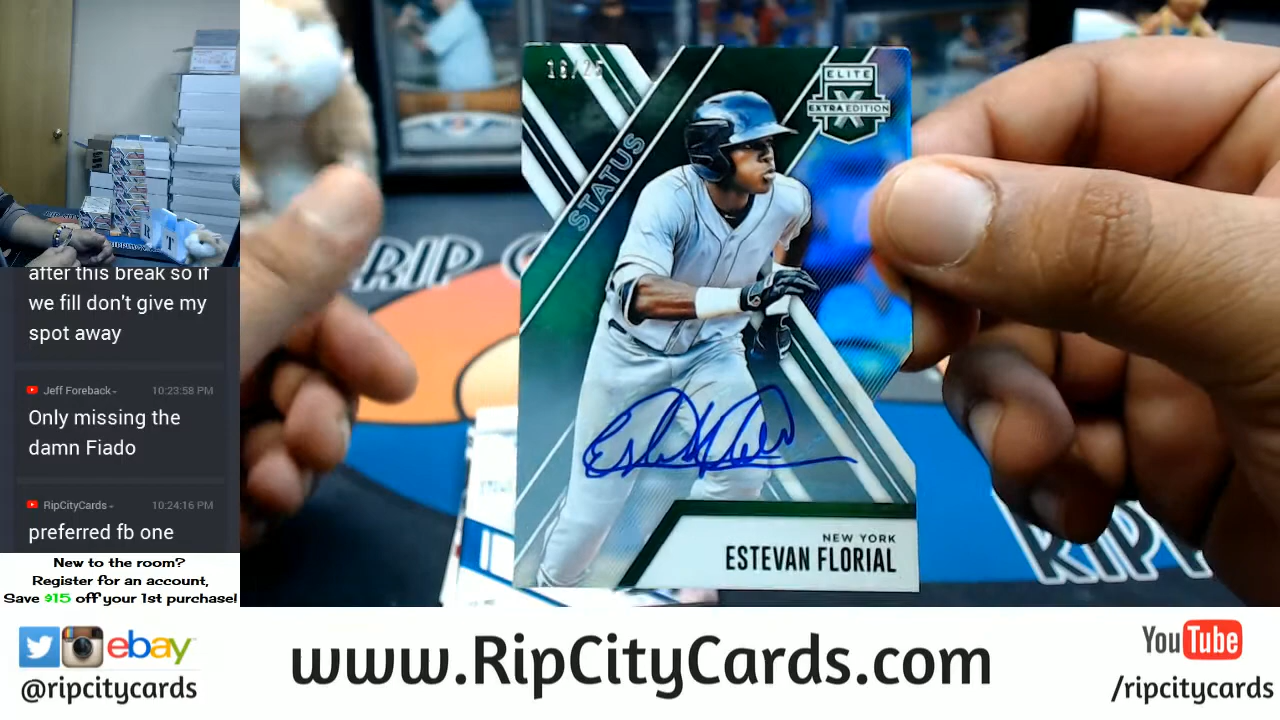 after this break so if
we fill don't give my
spot away
Jeff Foreback 10:23:58 PM
Only missing the
damn Fiado
RipCityCards 10:24:16 PM
preferred fb one
New to the room?
Register for an account,
Save $15 off your 1st purchase!
ELITE
X
EXTRA EDITION
STATUS
NEW YORK
ESTEVAN FLORIAL
RIP
RIP
ebay
@ripcitycards
www.RipCityCards.com
YouTube
/ripcitycards